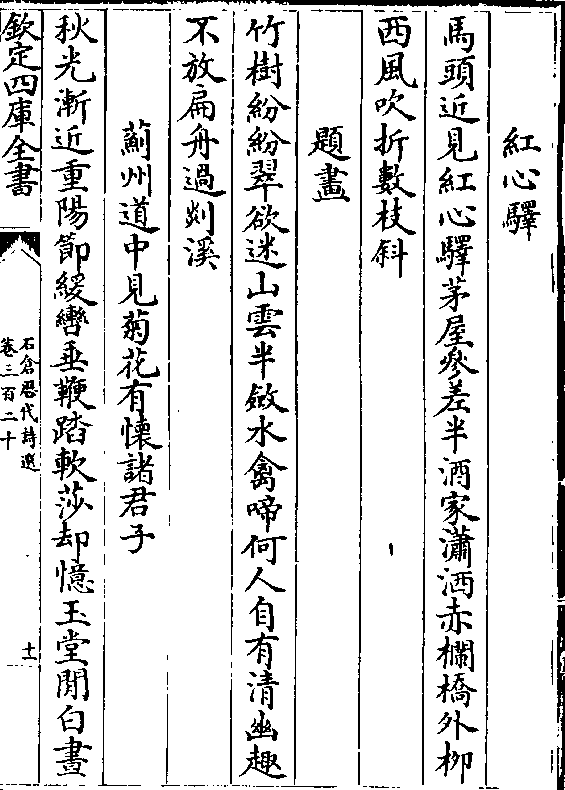 紅心驛
馬頭近見紅心驛茅屋參差半酒家瀟洒赤欄橋外柳
西風吹折數枝斜
題畫
竹樹紛紛翠欲迷山雲半斂水禽啼何人自有清幽趣
不放扁舟過剡溪
薊州道中見菊花有懐諸君子
秋光漸近重陽節緩轡垂鞭踏軟莎却憶玉堂閒白晝
欽定四庫全書
石倉歷代詩選
卷三百二十
十一